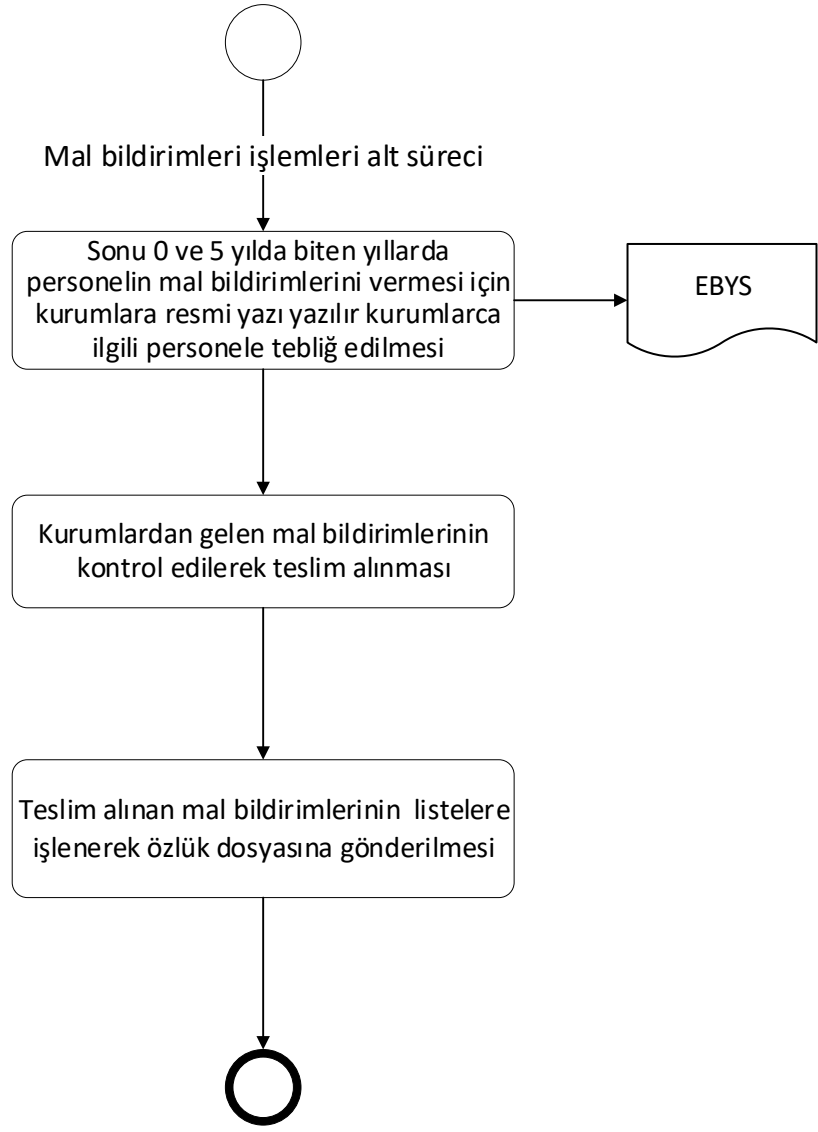 Mal bildirimleri işlemleri alt süreci
Sonu 0 ve 5 yılda biten yıllarda
personelin mal bildirimlerini vermesi için
kurumlara resmi yazı yazılır kurumlarca
ilgili personele tebliğ edilmesi
EBYS
Kurumlardan gelen mal bildirimlerinin
kontrol edilerek teslim alınması
Teslim alınan mal bildirimlerinin listelere
işlenerek özlük dosyasına gönderilmesi